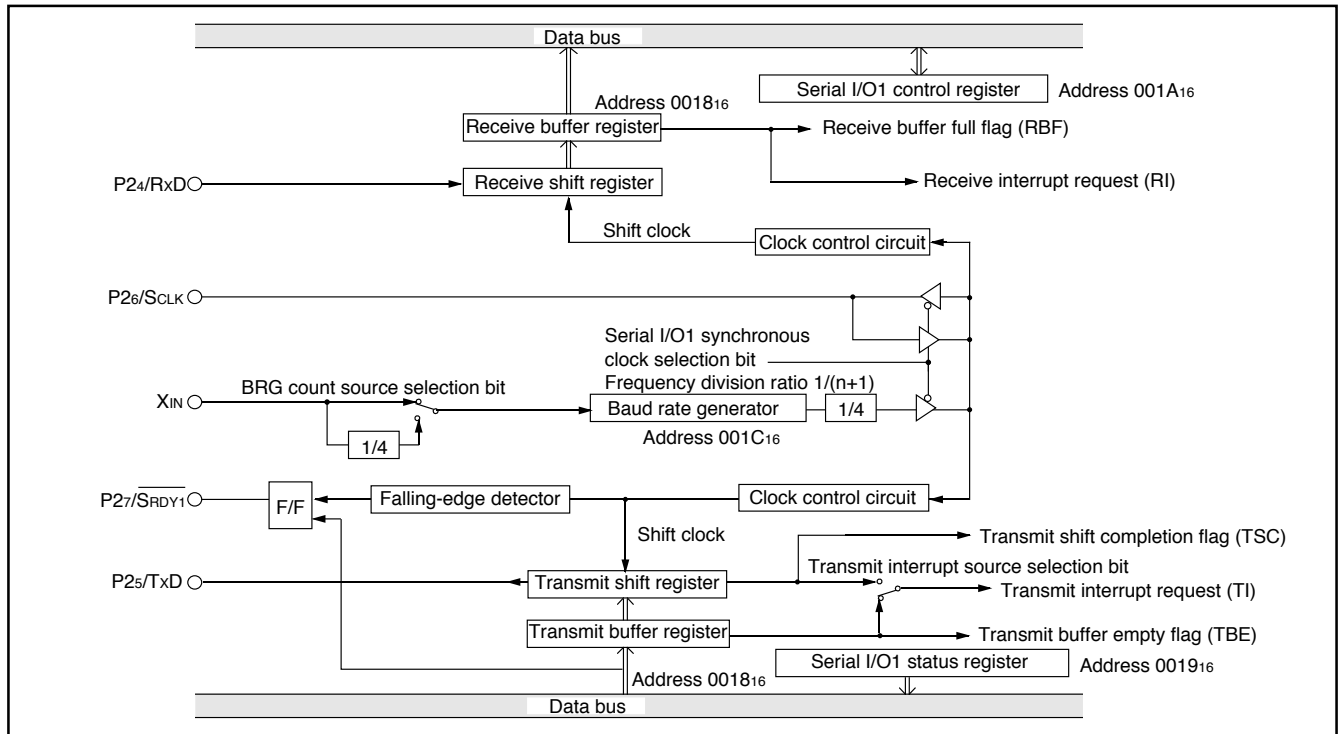 Data bus
Serial I/O1 control register
Address 001A16
Address 001816
Receive buffer register
Receive buffer full flag (RBF)
P24/RXD
Receive shift register
Receive interrupt request (RI)
Shift clock
Clock control circuit
P26/SCLK
Serial I/O1 synchronous
clock selection bit
Frequency division ratio 1/(n+1)
BRG count source selection bit
XIN
Baud rate generator
1/4
1/4
Address 001C16
P27/SRDY1
F/F
Falling-edge detector
Clock control circuit
Shift clock
Transmit shift completion flag (TSC)
Transmit interrupt source selection bit
P25/TXD
Transmit shift register
Transmit interrupt request (TI)
Transmit buffer register
Transmit buffer empty flag (TBE)
Serial I/O1 status register
Address 001916
Address 001816
Data bus